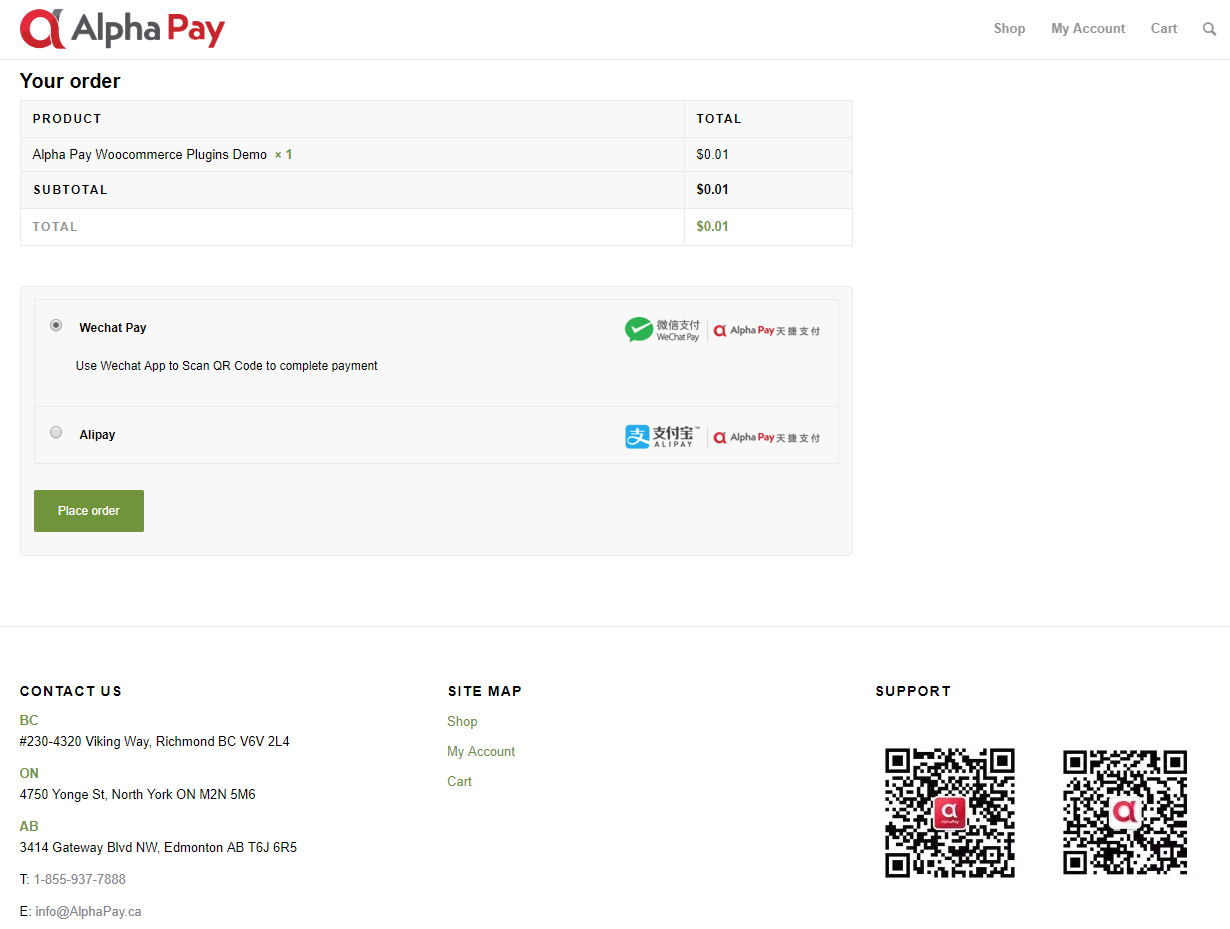 Alpha Pay
Shop My Account Cart
Your order
PRODUCT TOTAL
Alpha Pay Woocommerce Plugins Demo × 1 $0.01
SUBTOTAL $0.01
TOTAL $0.01
Wechat Pay
微信支付
WeChat Pay
Alpha Pay 天捷支付
Use Wechat App to Scan QR Code to complete payment
Alipay
支 支付宝™
ALIPAY
Alpha Pay 天捷支付
Place order
CONTACT US
BC
#230-4320 Viking Way, Richmond BC V6V 2L4
ON
4750 Yonge St, North York ON M2N 5M6
AB
3414 Gateway Blvd NW, Edmonton AB T6J 6R5
T: 1-855-937-7888
E: info@AlphaPay.ca
SITE MAP
Shop
My Account
Cart
SUPPORT
AlphaPay